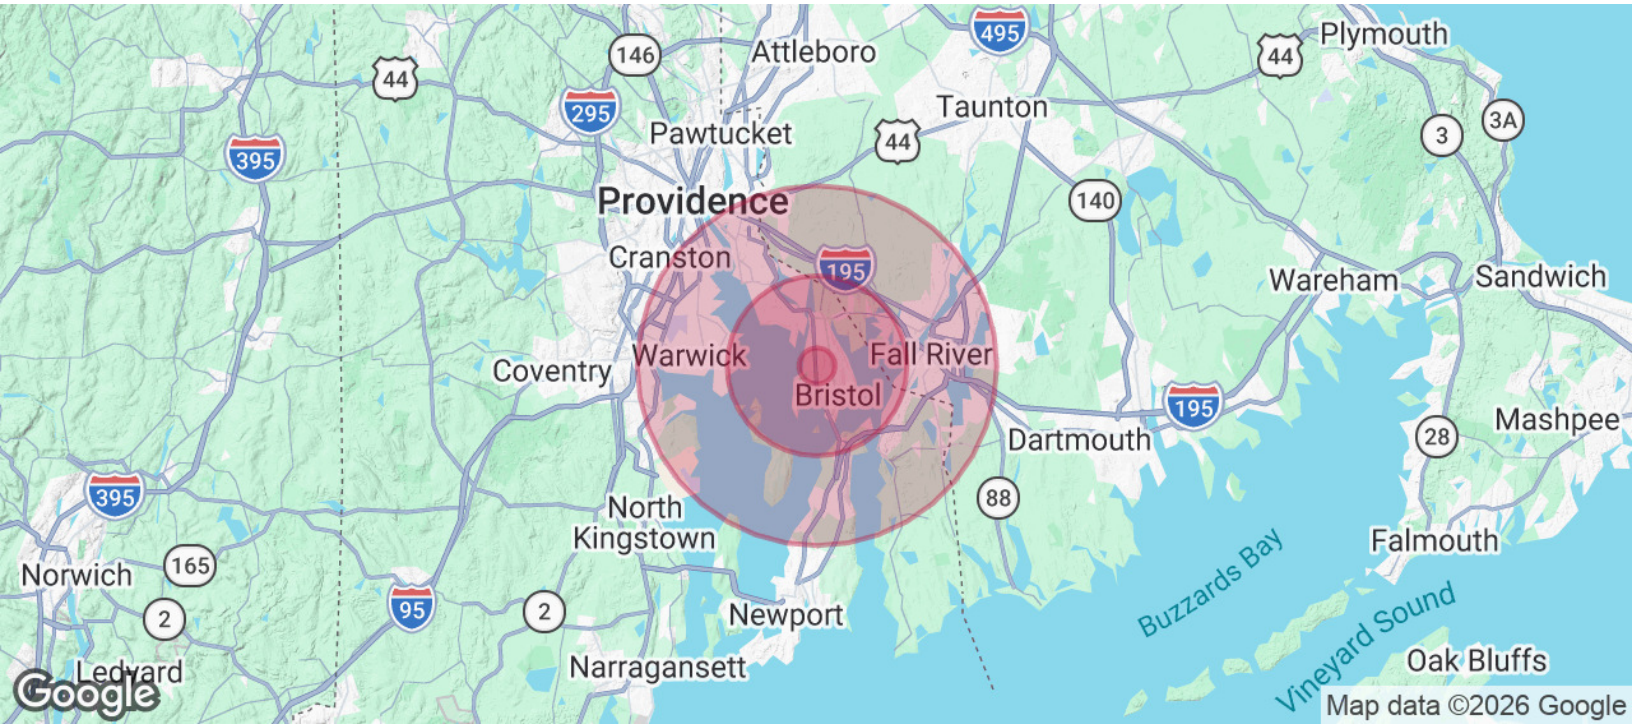 Plymouth
495
146
Attleboro
44
44
3A
Taunton
295
3
Pawtucket
44
395
140
Providence
Cranston
195
Sandwich
Wareham
Warwick
Fall River
Coventry
Bristol
195
Mashpee
28
Dartmouth
395
88
North
Kingstown
Falmouth
165
Norwich
Buzzards Bay
95
2
2
Newport
Vineyard Sound
Narragansett
Oak Bluffs
Ledyard
Google
Map data ©2026 Google